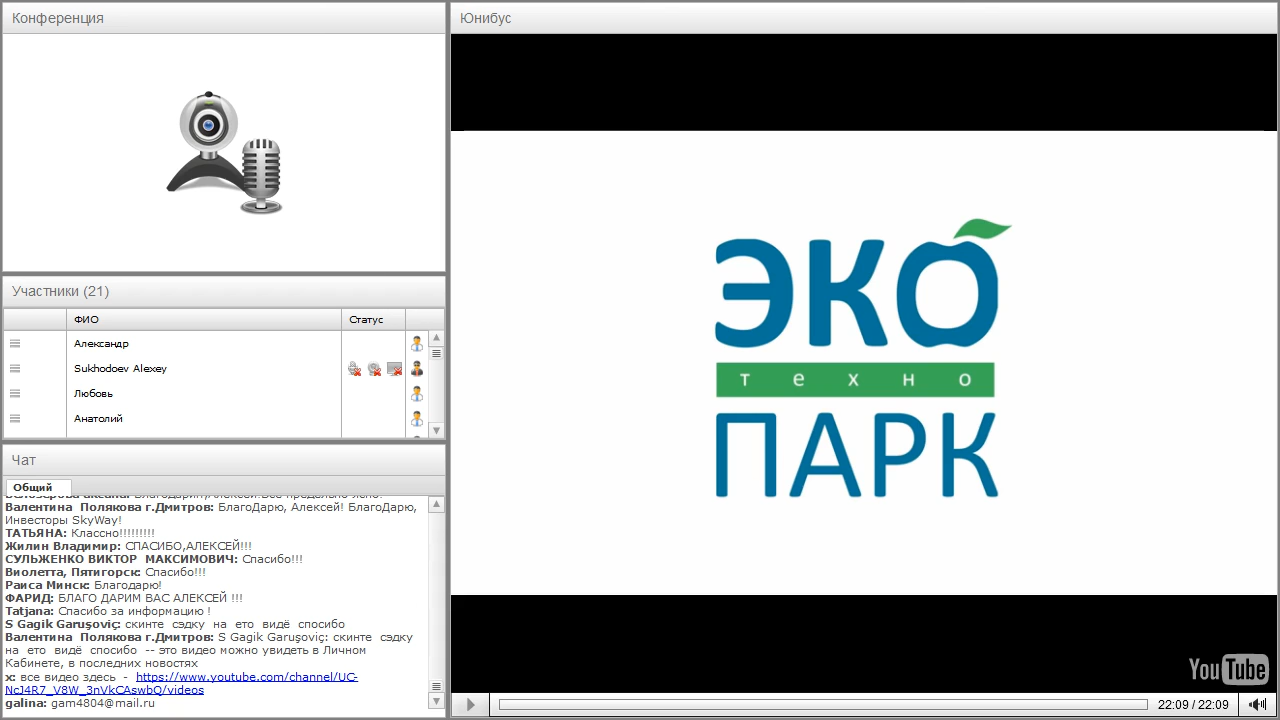 Конференция
Юнибус
ЭКО
техно
ПАРК
Участники (21)
ФИО
Статус
Александр
Sukhodoev Alexey
Любовь
Анатолий
Чат
Общий
Валентина Полякова г.Дмитров: БлагоДарю, Алексей! БлагоДарю,
Инвесторы SkyWay!
ТАТЬЯНА: Классно!!!!!!!!!
Жилин Владимир: СПАСИБО,АЛЕКСЕЙ!!!
СУЛЬЖЕНКО ВИКТОР МАКСИМОВИЧ: Спасибо!!!
Виолетта, Пятигорск: Спасибо!!!
Раиса Минск: Благодарю!
ФАРИД: БЛАГО ДАРИМ ВАС АЛЕКСЕЙ !!!
Tatjana: Спасибо за информацию !
S Gagik Garuşoviç: скинте сэдку на ето видё спосибо
Валентина Полякова г.Дмитров: S Gagik Garuşoviç: скинте сэдку
на ето видё спосибо -- это видео можно увидеть в Личном
Кабинете, в последних новостях
x: все видео здесь - https://www.youtube.com/channel/UC-
NcJ4R7_V8W_3nVkCAswbQ/videos
galina: gam4804@mail.ru
YouTube
22:09 / 22:09